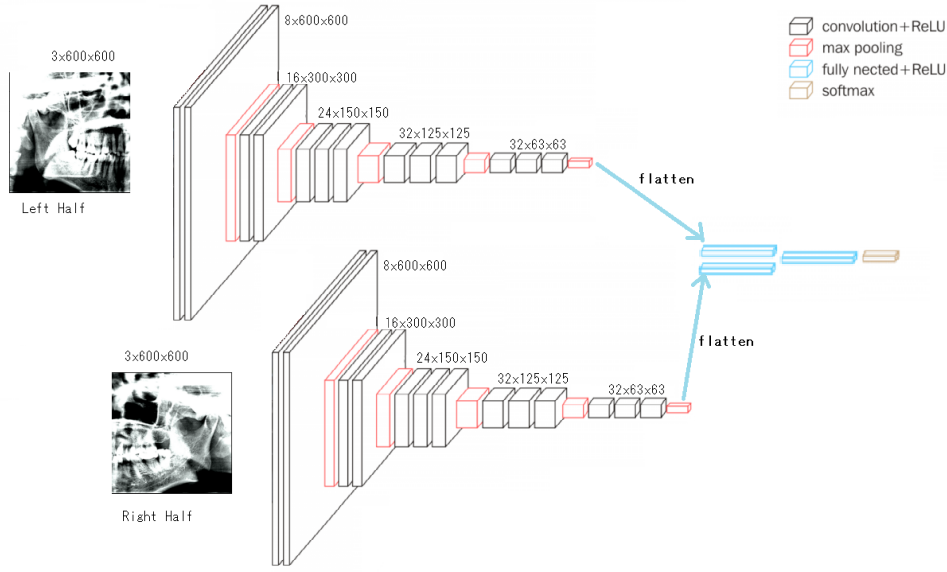 8x600x600
3x600x600
16x300x300
24x150x150
32x125x125
32x63x63
Left Half
flatten
convolution+ReLU
max pooling
fully nected+ReLU
softmax
8x600x600
3x600x600
16x300x300
24x150x150
32x125x125
32x63x63
Right Half
flatten